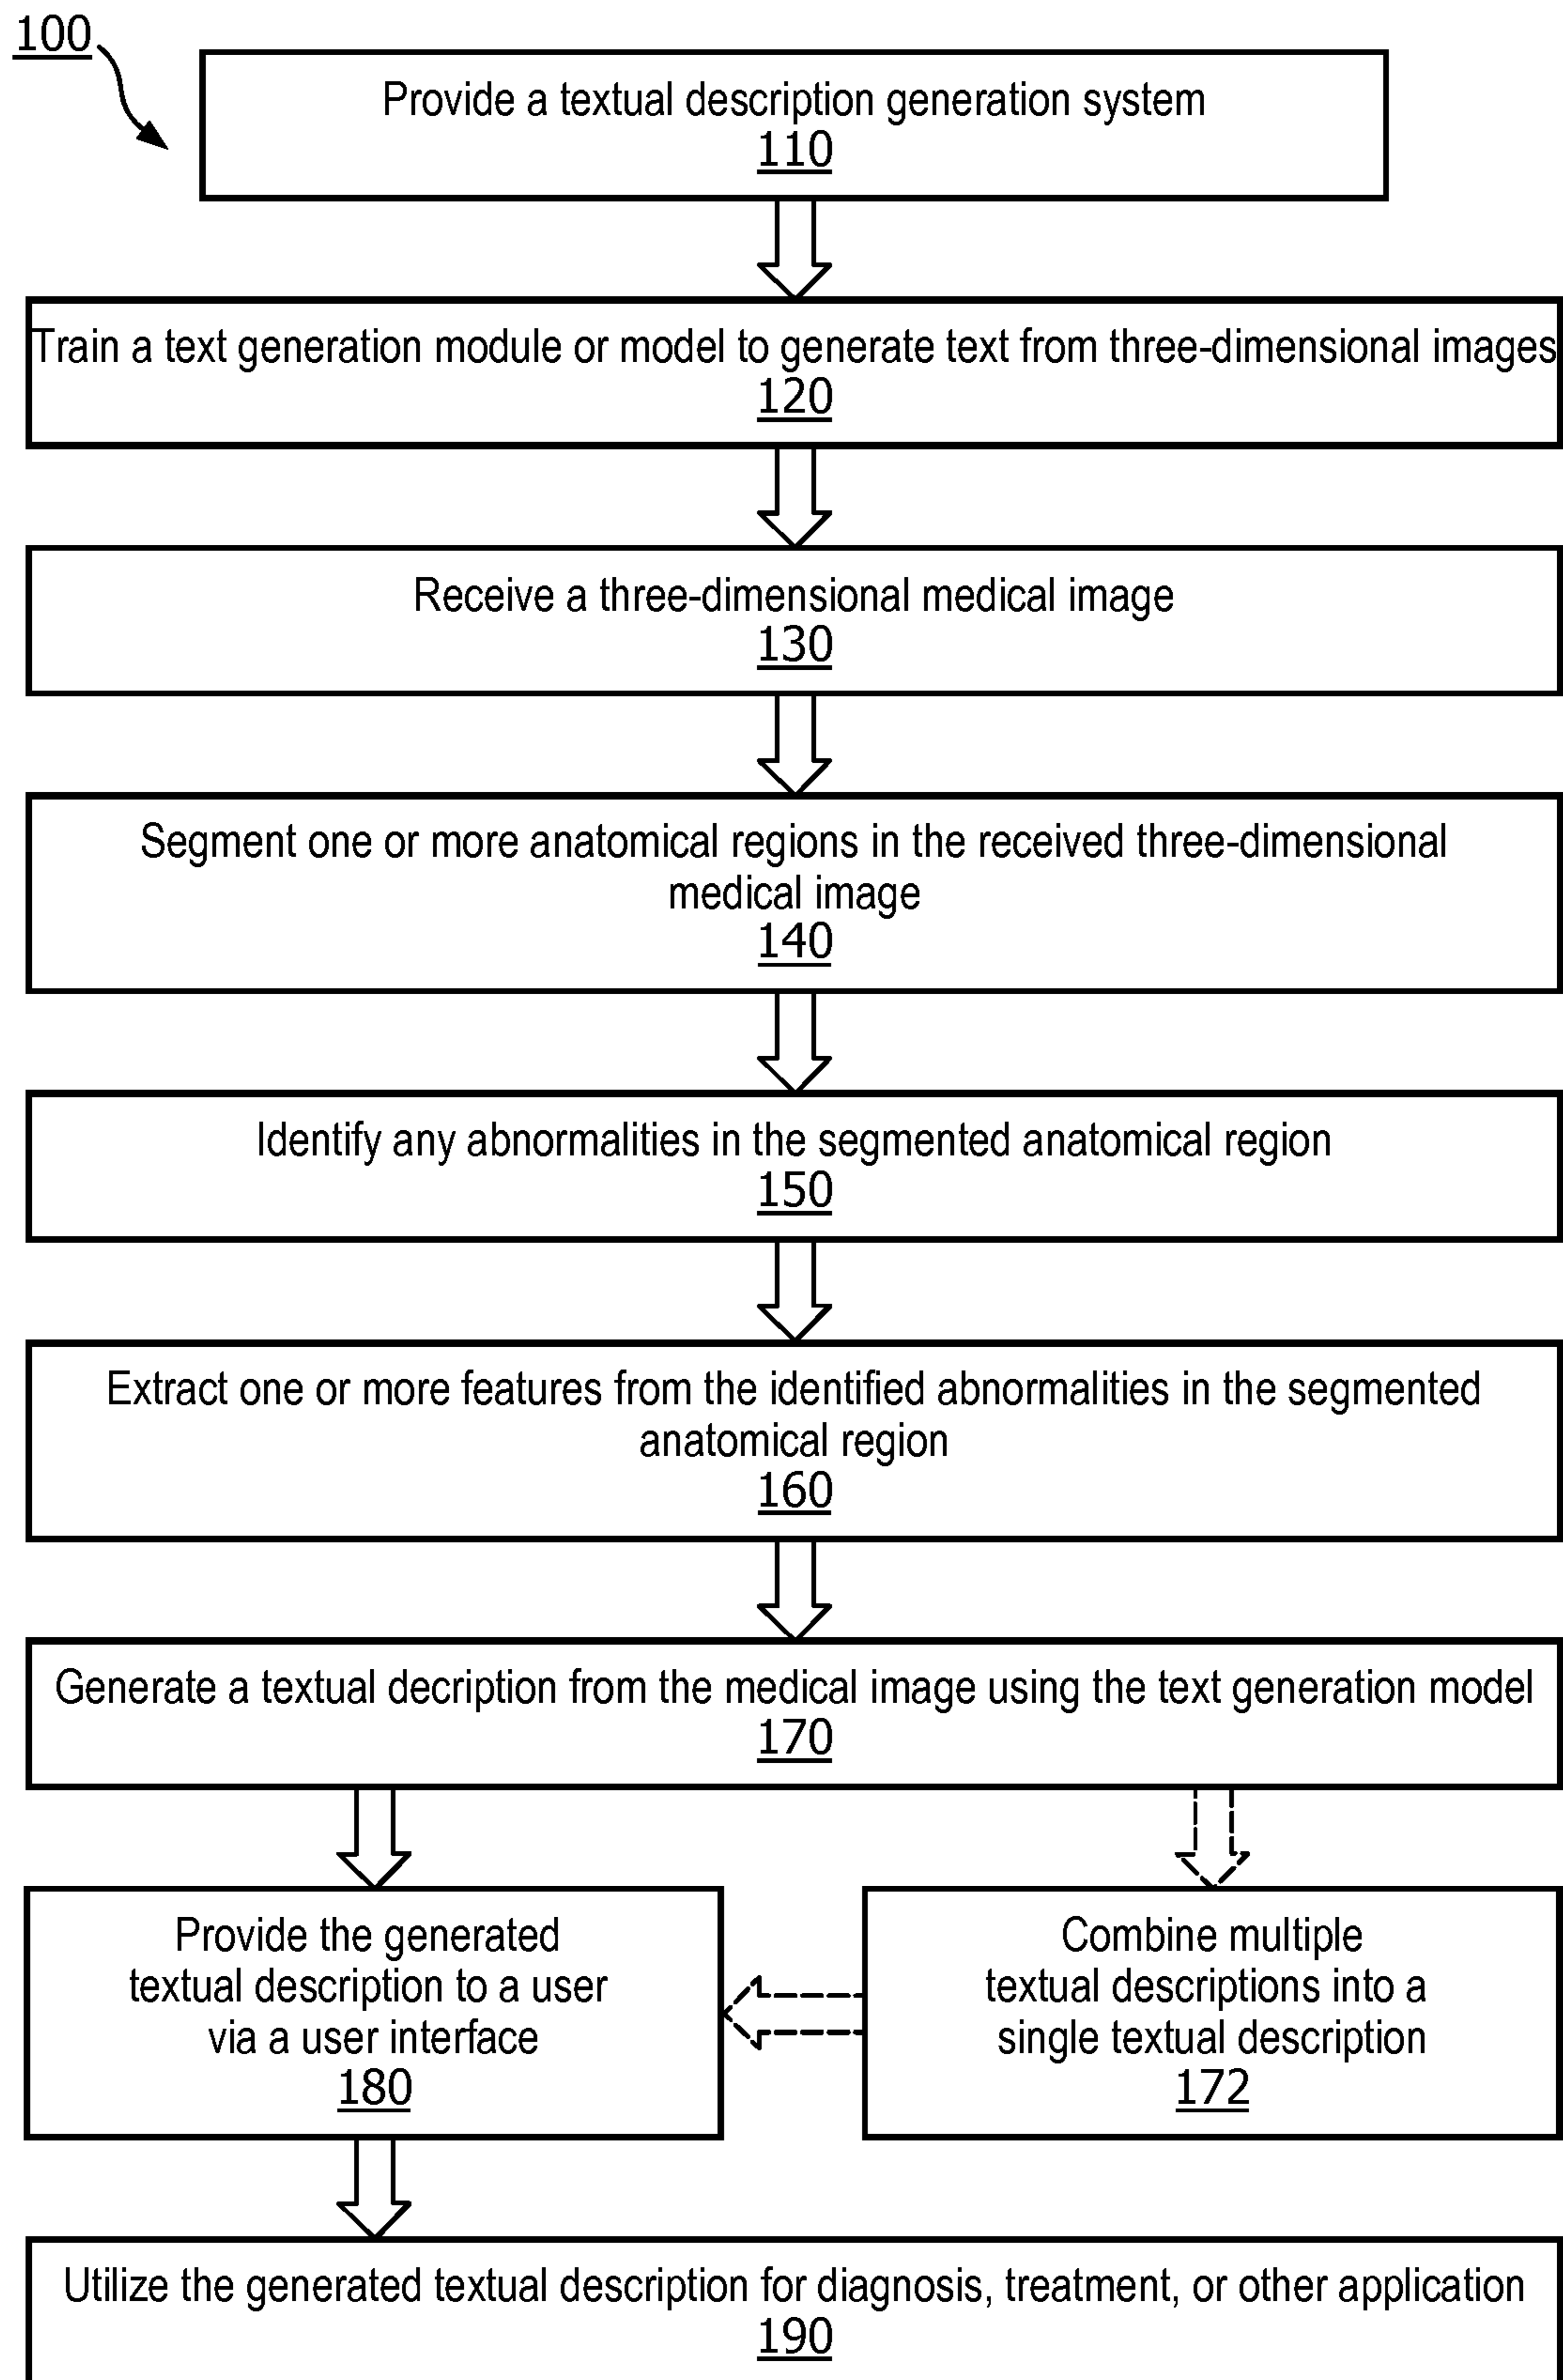 100
Provide a textual description generation system
110
Train a text generation module or model to generate text from three-dimensional images
120
Receive a three-dimensional medical image
130
Segment one or more anatomical regions in the received three-dimensional
medical image
140
Identify any abnormalities in the segmented anatomical region
150
Extract one or more features from the identified abnormalities in the segmented
anatomical region
160
Generate a textual decription from the medical image using the text generation model
170
Provide the generated
textual description to a user
via a user interface
180
Combine multiple
textual descriptions into a
single textual description
172
Utilize the generated textual description for diagnosis, treatment, or other application
190